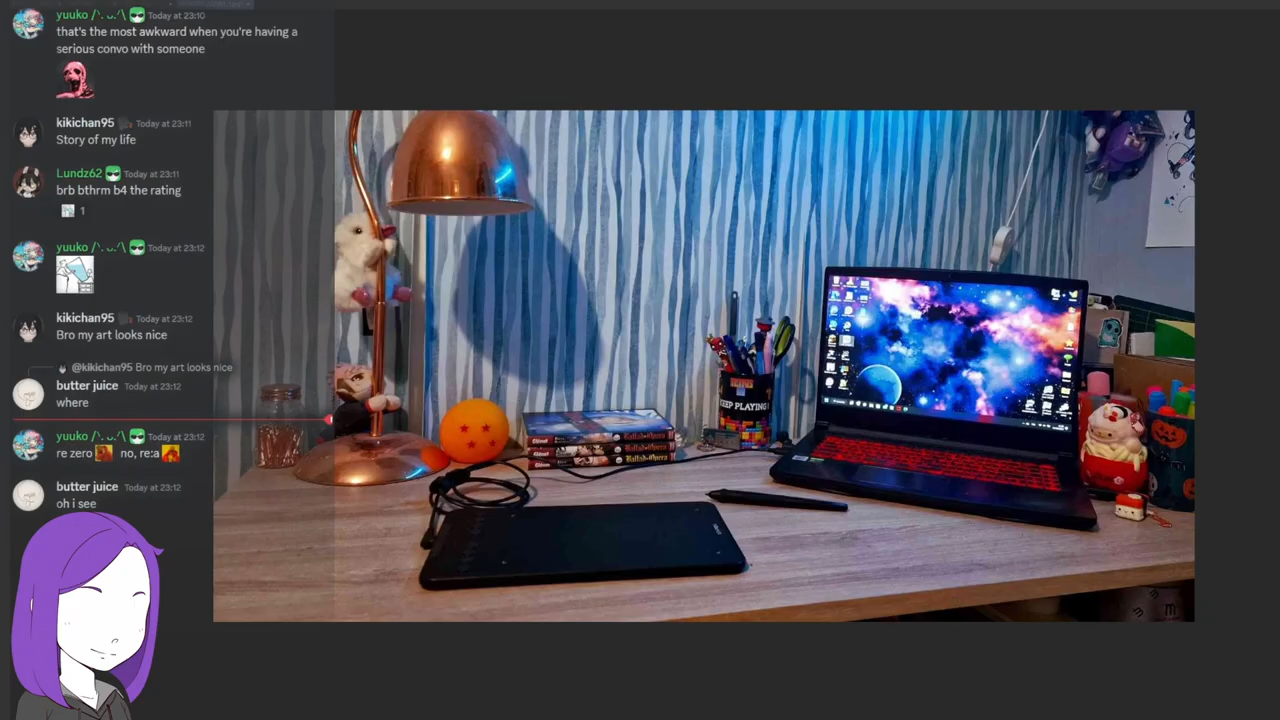 yuuko /ᐠ. ᴗ.ᐟ\ Today at 23:10
that's the most awkward when you're having a
serious convo with someone
kikichan95 Today at 23:11
Story of my life
Lundz62 Today at 23:11
brb bthrm b4 the rating
1
yuuko /ᐠ. ᴗ.ᐟ\ Today at 23:12
kikichan95 Today at 23:12
Bro my art looks nice
@kikichan95 Bro my art looks nice
butter juice Today at 23:12
where
yuuko /ᐠ. ᴗ.ᐟ\ Today at 23:12
re zero no, re:a
butter juice Today at 23:12
oh i see
TETRIS
KEEP PLAYING
Ballad Opera